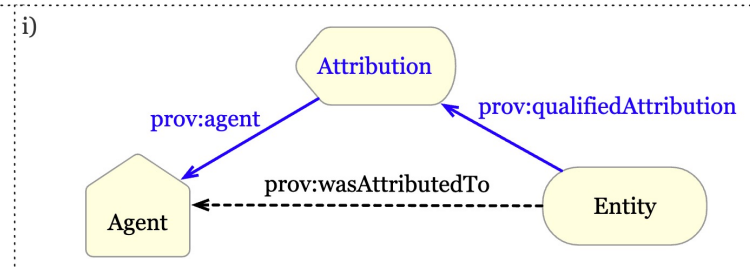 i)
Attribution
prov:agent
prov:qualifiedAttribution
prov:wasAttributedTo
Agent
Entity